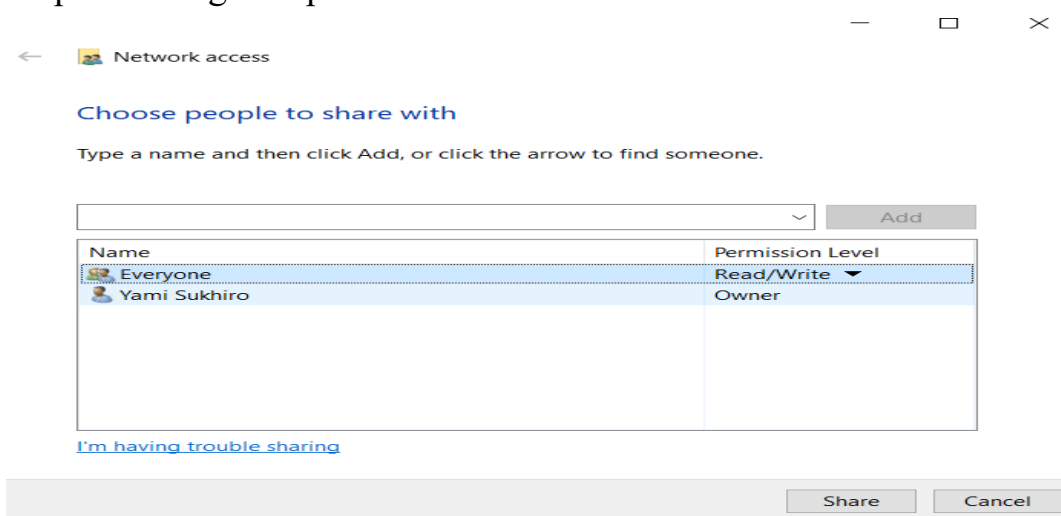 Network access
Choose people to share with
Type a name and then click Add, or click the arrow to find someone.
Add
Name Permission Level
Everyone Read/Write
Yami Sukhiro Owner
I'm having trouble sharing
Share Cancel